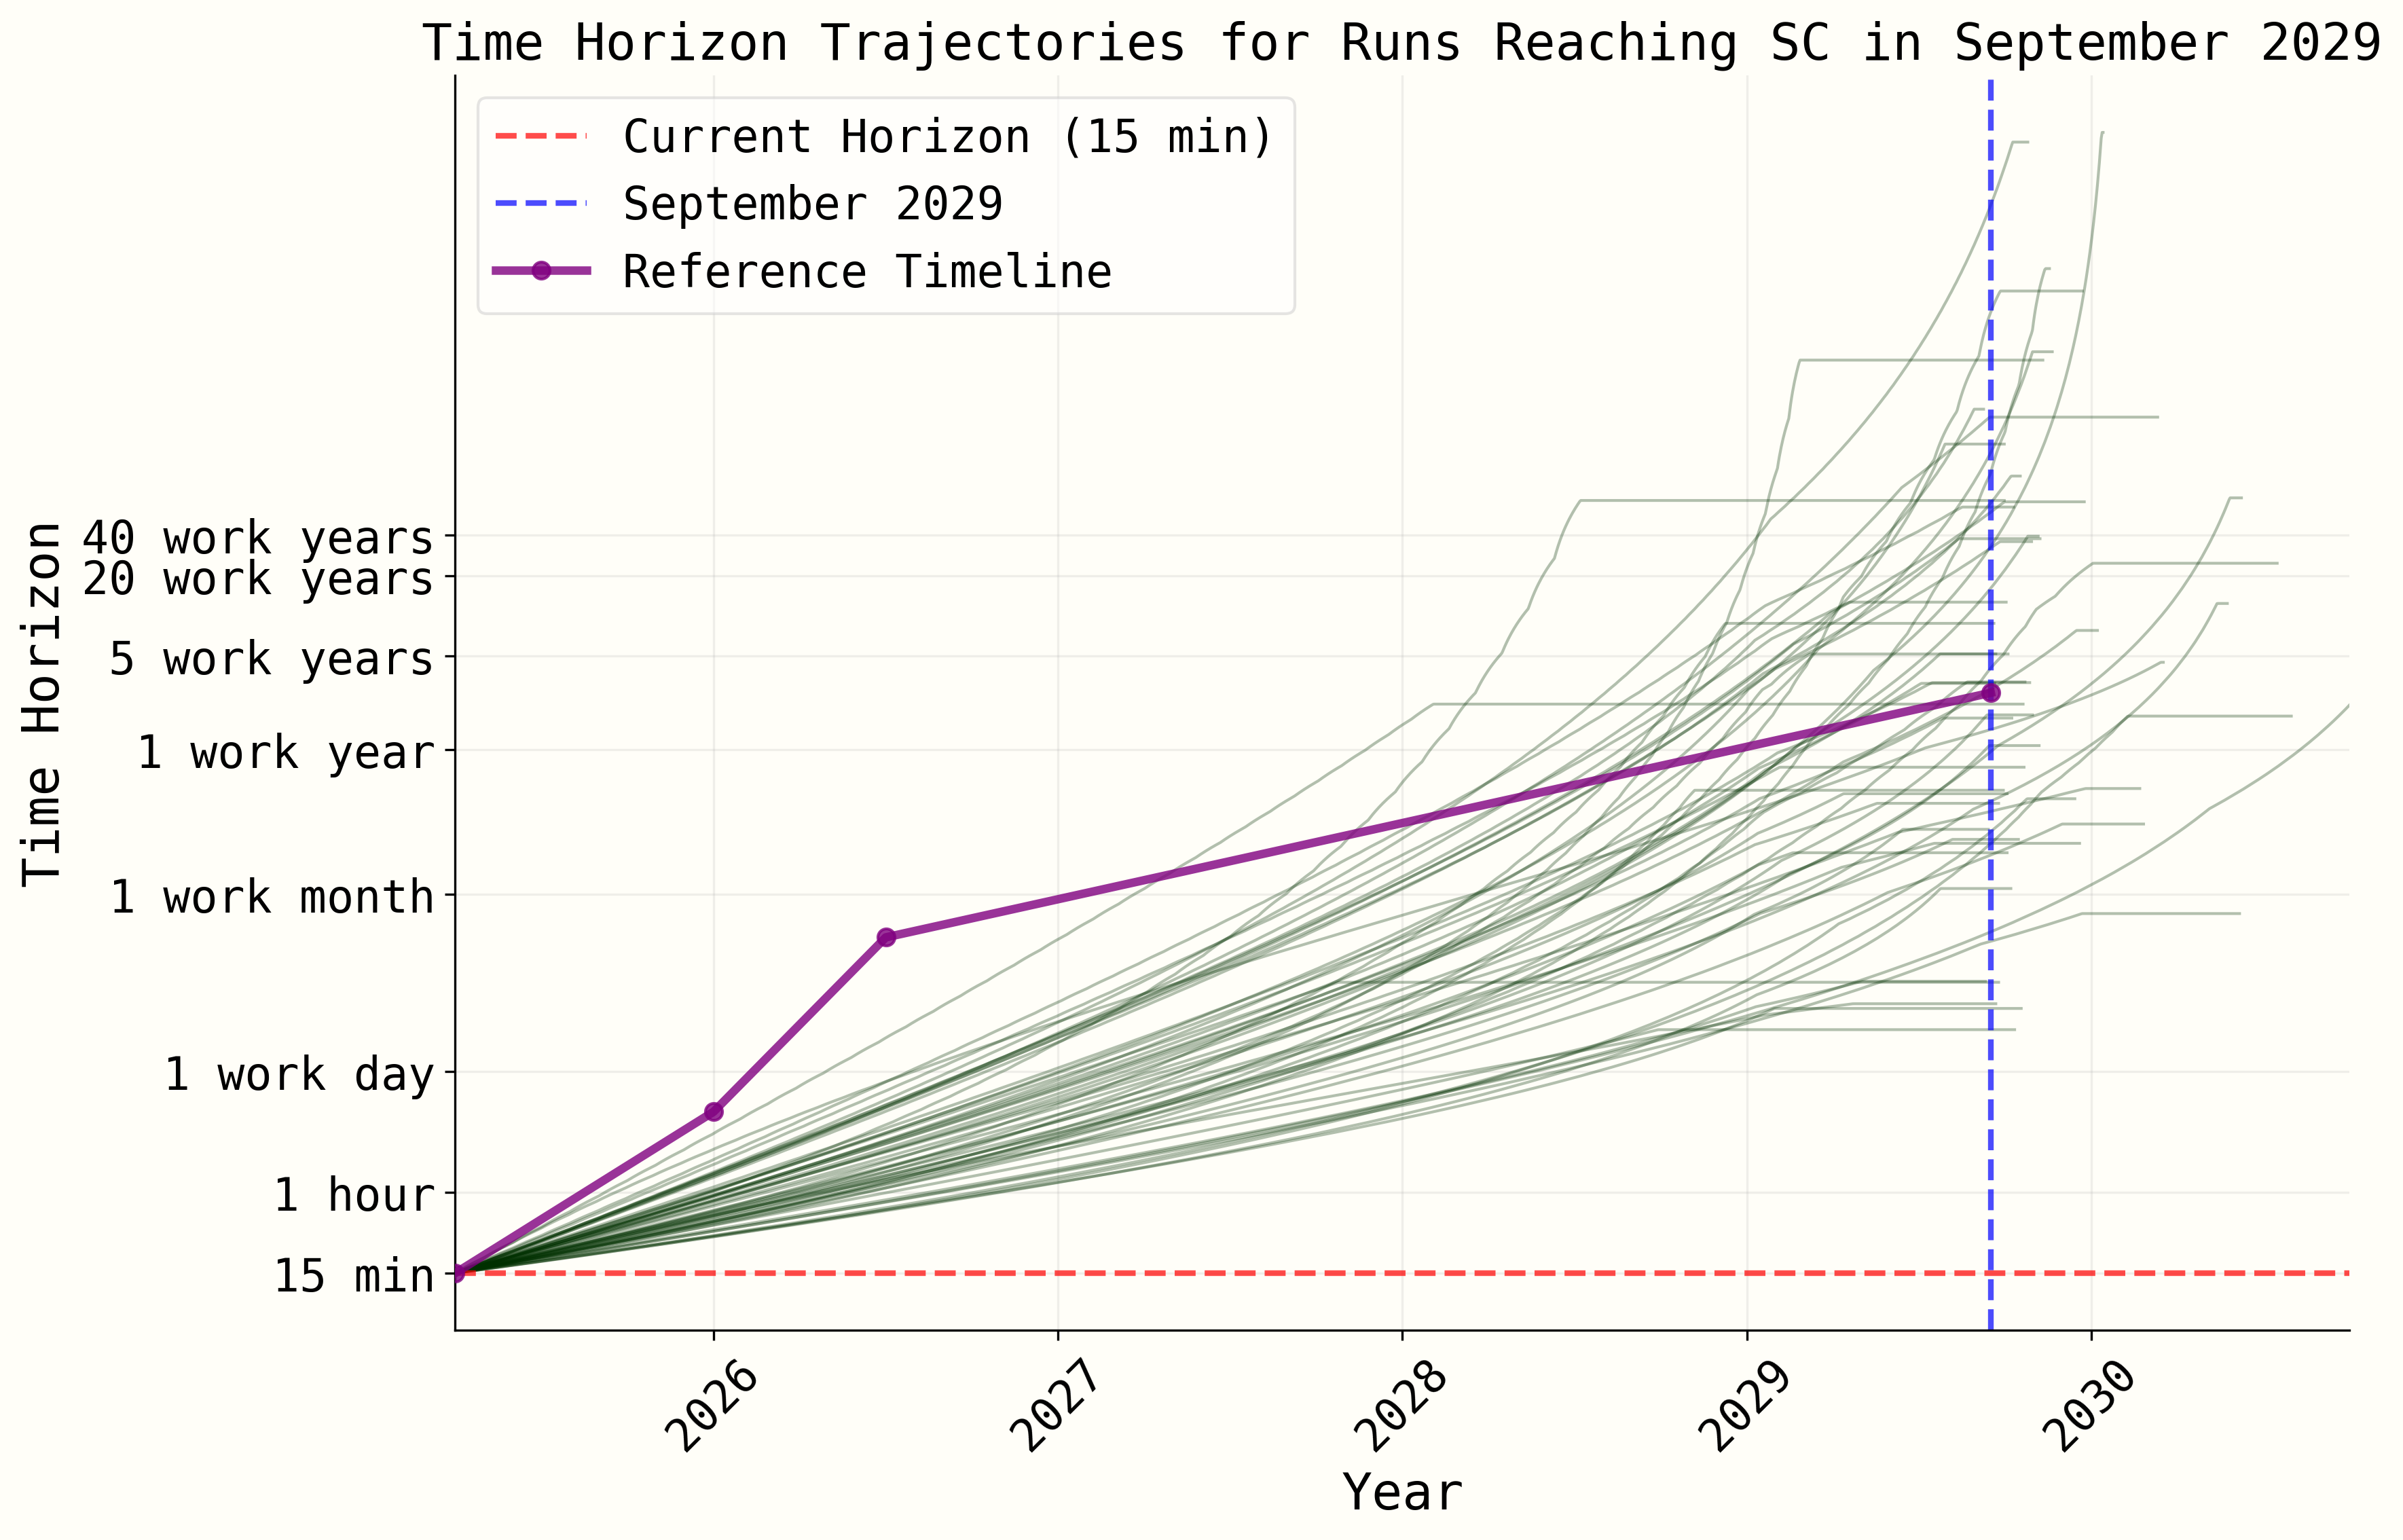 Time Horizon Trajectories for Runs Reaching SC in September 2029
Current Horizon (15 min)
September 2029
Reference Timeline
Time Horizon
40 work years
20 work years
5 work years
1 work year
1 work month
1 work day
1 hour
15 min
2026
2027
2028
2029
2030
Year